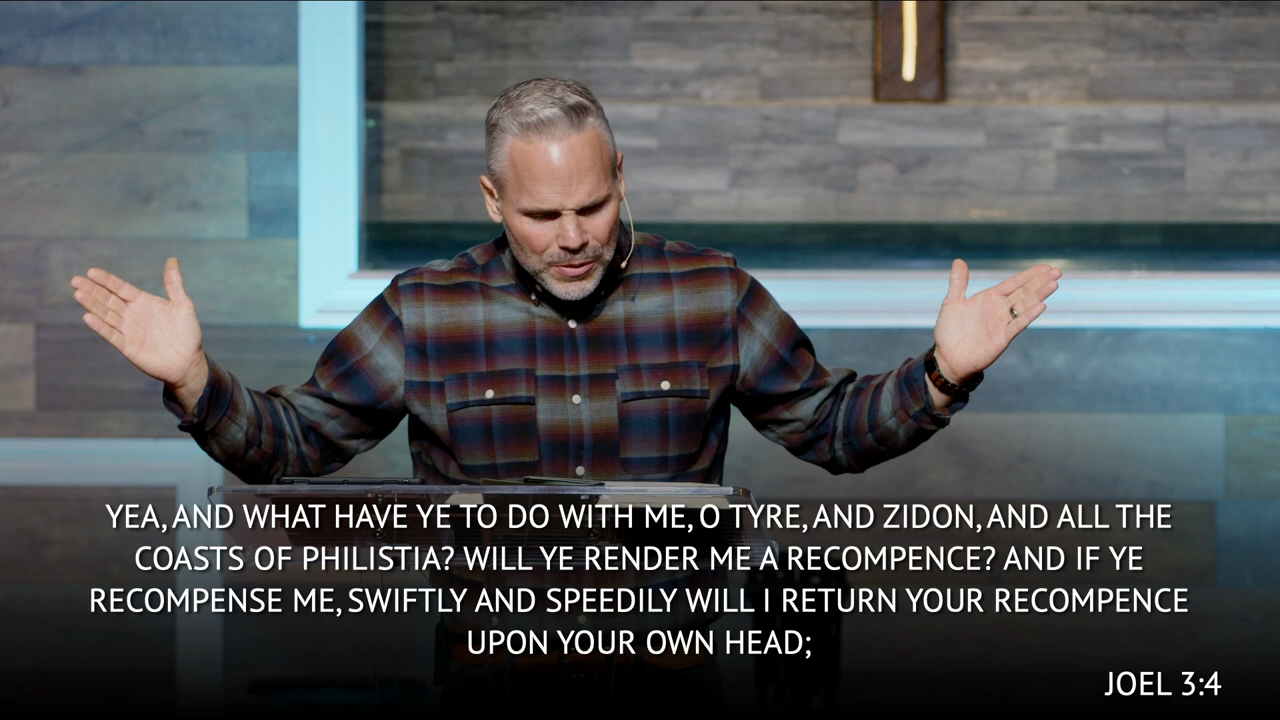 YEA, AND WHAT HAVE YE TO DO WITH ME, O TYRE, AND ZIDON, AND ALL THE
COASTS OF PHILISTIA? WILL YE RENDER ME A RECOMPENCE? AND IF YE
RECOMPENSE ME, SWIFTLY AND SPEEDILY WILL I RETURN YOUR RECOMPENCE
UPON YOUR OWN HEAD;
JOEL 3:4